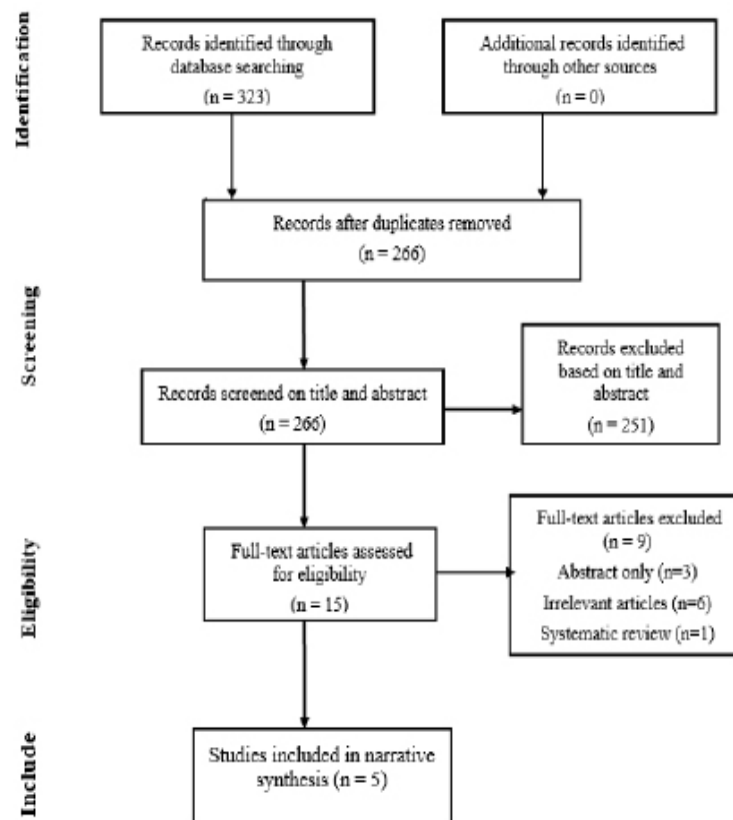 Identification
Records identified through
database searching
(n = 323)
Additional records identified
through other sources
(n = 0)
Records after duplicates removed
(n = 266)
Screening
Records screened on title and abstract
(n = 266)
Records excluded
based on title and
abstract
(n = 251)
Eligibility
Full-text articles assessed
for eligibility
(n = 15)
Full-text articles excluded
(n = 9)
Abstract only (n=3)
Irrelevant articles (n=6)
Systematic review (n=1)
Include
Studies included in narrative
synthesis (n = 5)